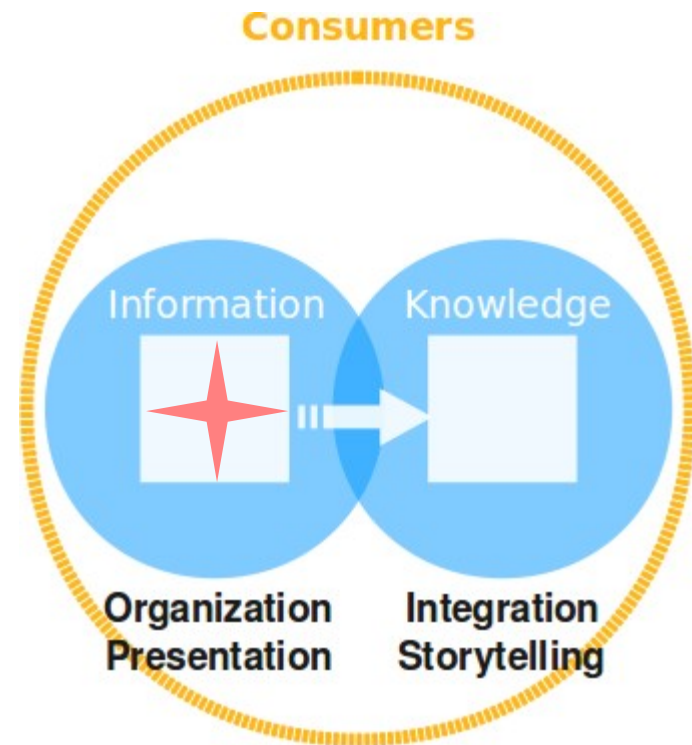 Consumers
Information
Knowledge
Organization
Presentation
Integration
Storytelling